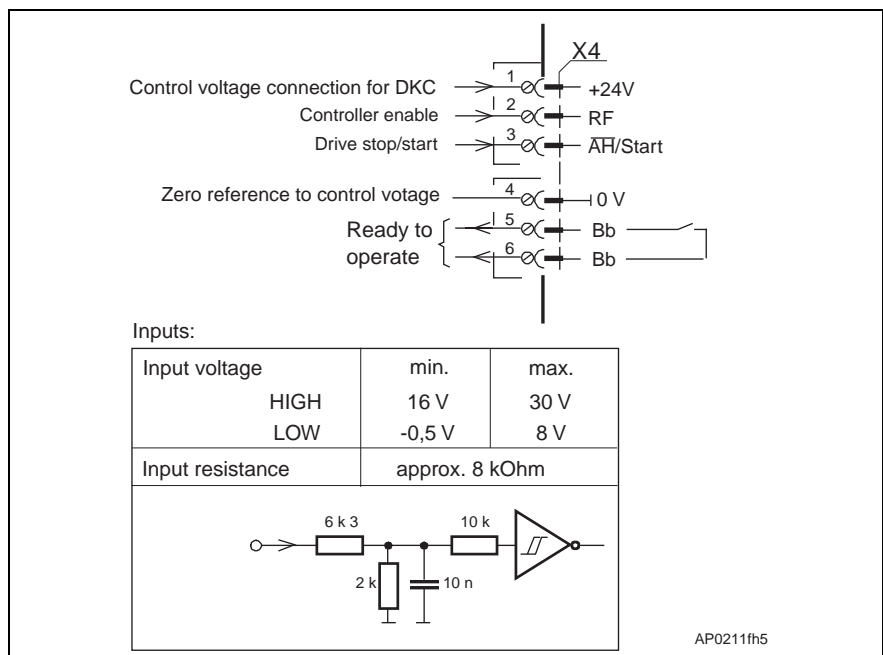 X4
Control voltage connection for DKC 1 +24V
Controller enable 2 RF
Drive stop/start 3 A̅H̅/Start
Zero reference to control votage 4 0 V
Ready to operate
5 Bb
6 Bb
Inputs:
Input voltage min. max.
HIGH 16 V 30 V
LOW -0,5 V 8 V
Input resistance approx. 8 kOhm
6 k 3 10 k
2 k 10 n
AP0211fh5